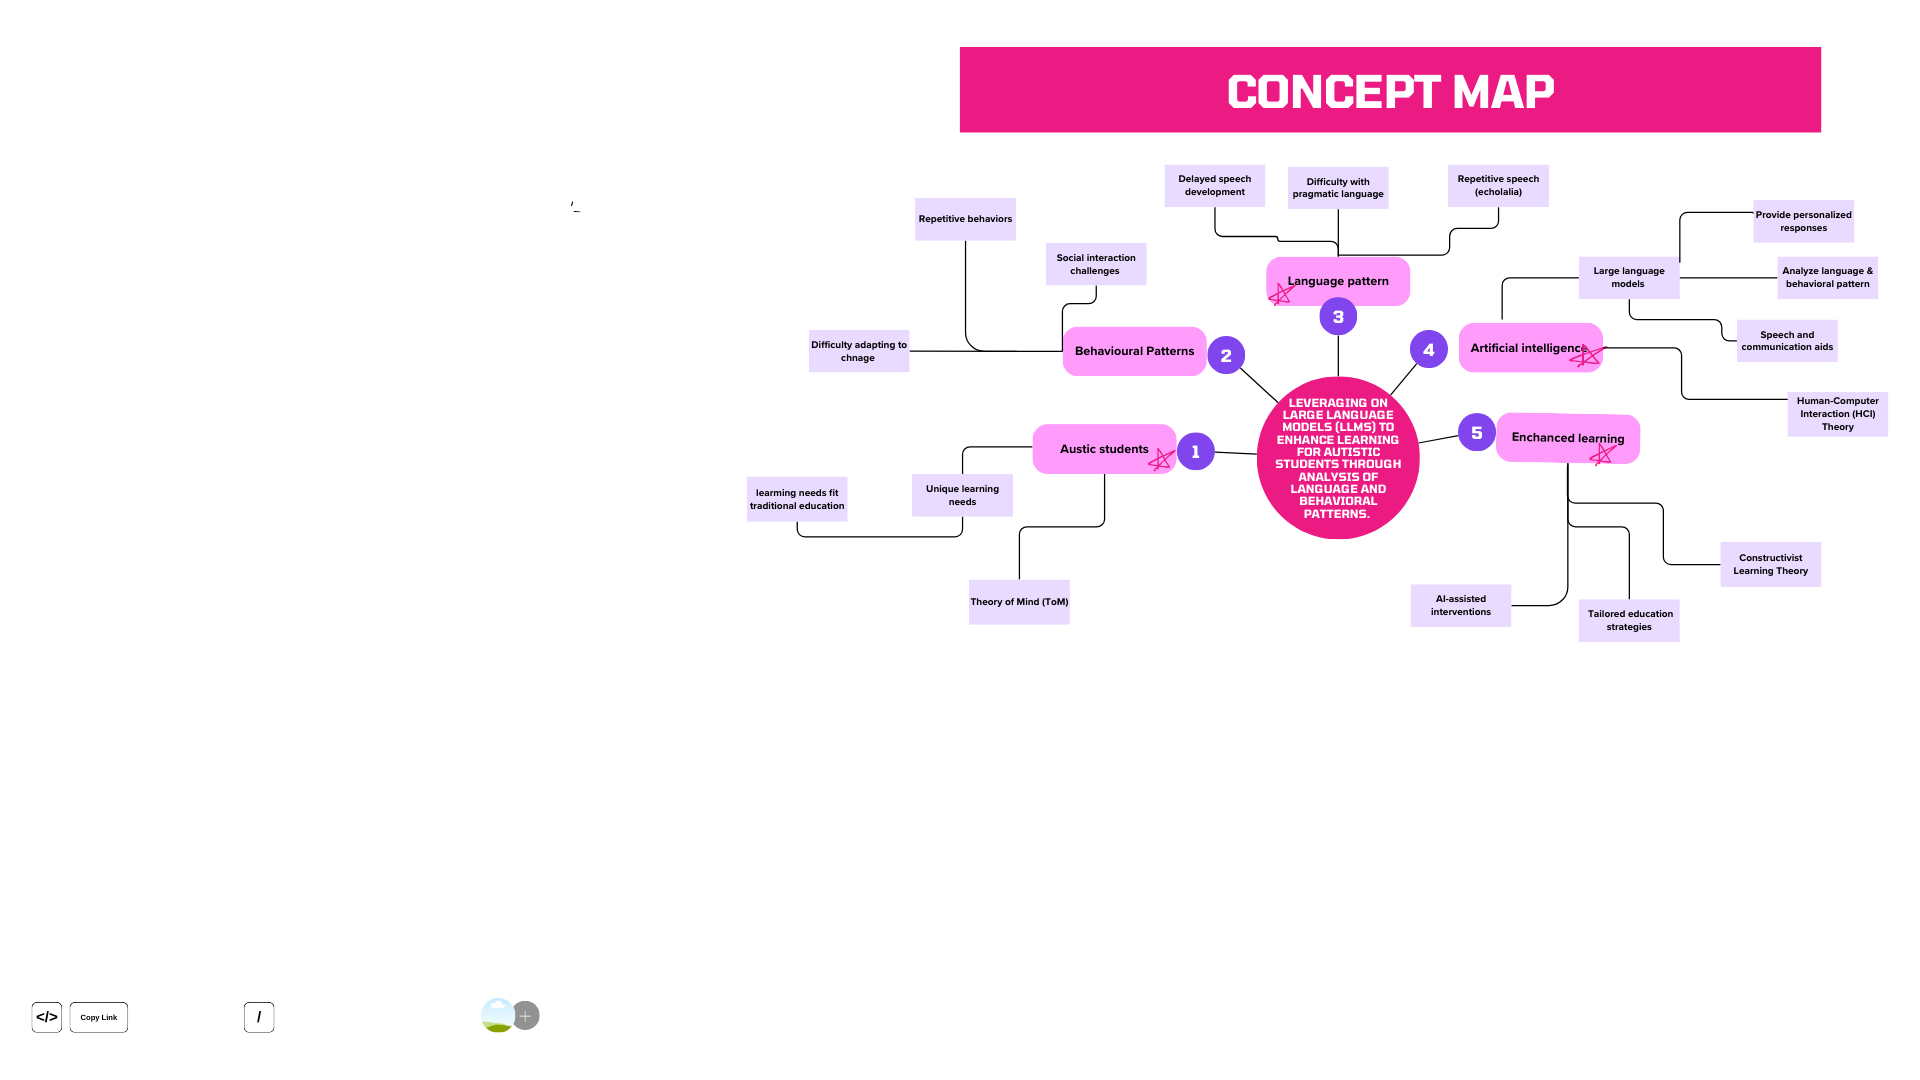 CONCEPT MAP
Delayed speech
development
Difficulty with
pragmatic language
Repetitive speech
(echolalia)
Repetitive behaviors
Social interaction
challenges
Difficulty adapting to
chnage
Behavioural Patterns
2
Language pattern
3
4
Artificial intelligence
Large language
models
Provide personalized
responses
Analyze language &
behavioral pattern
Speech and
communication aids
Human-Computer
Interaction (HCI)
Theory
LEVERAGING ON
LARGE LANGUAGE
MODELS (LLMS) TO
ENHANCE LEARNING
FOR AUTISTIC
STUDENTS THROUGH
ANALYSIS OF
LANGUAGE AND
BEHAVIORAL
PATTERNS.
Austic students
1
Unique learning
needs
learming needs fit
traditional education
Theory of Mind (ToM)
5
Enchanced learning
Constructivist
Learning Theory
AI-assisted
interventions
Tailored education
strategies
</>
Copy Link
/